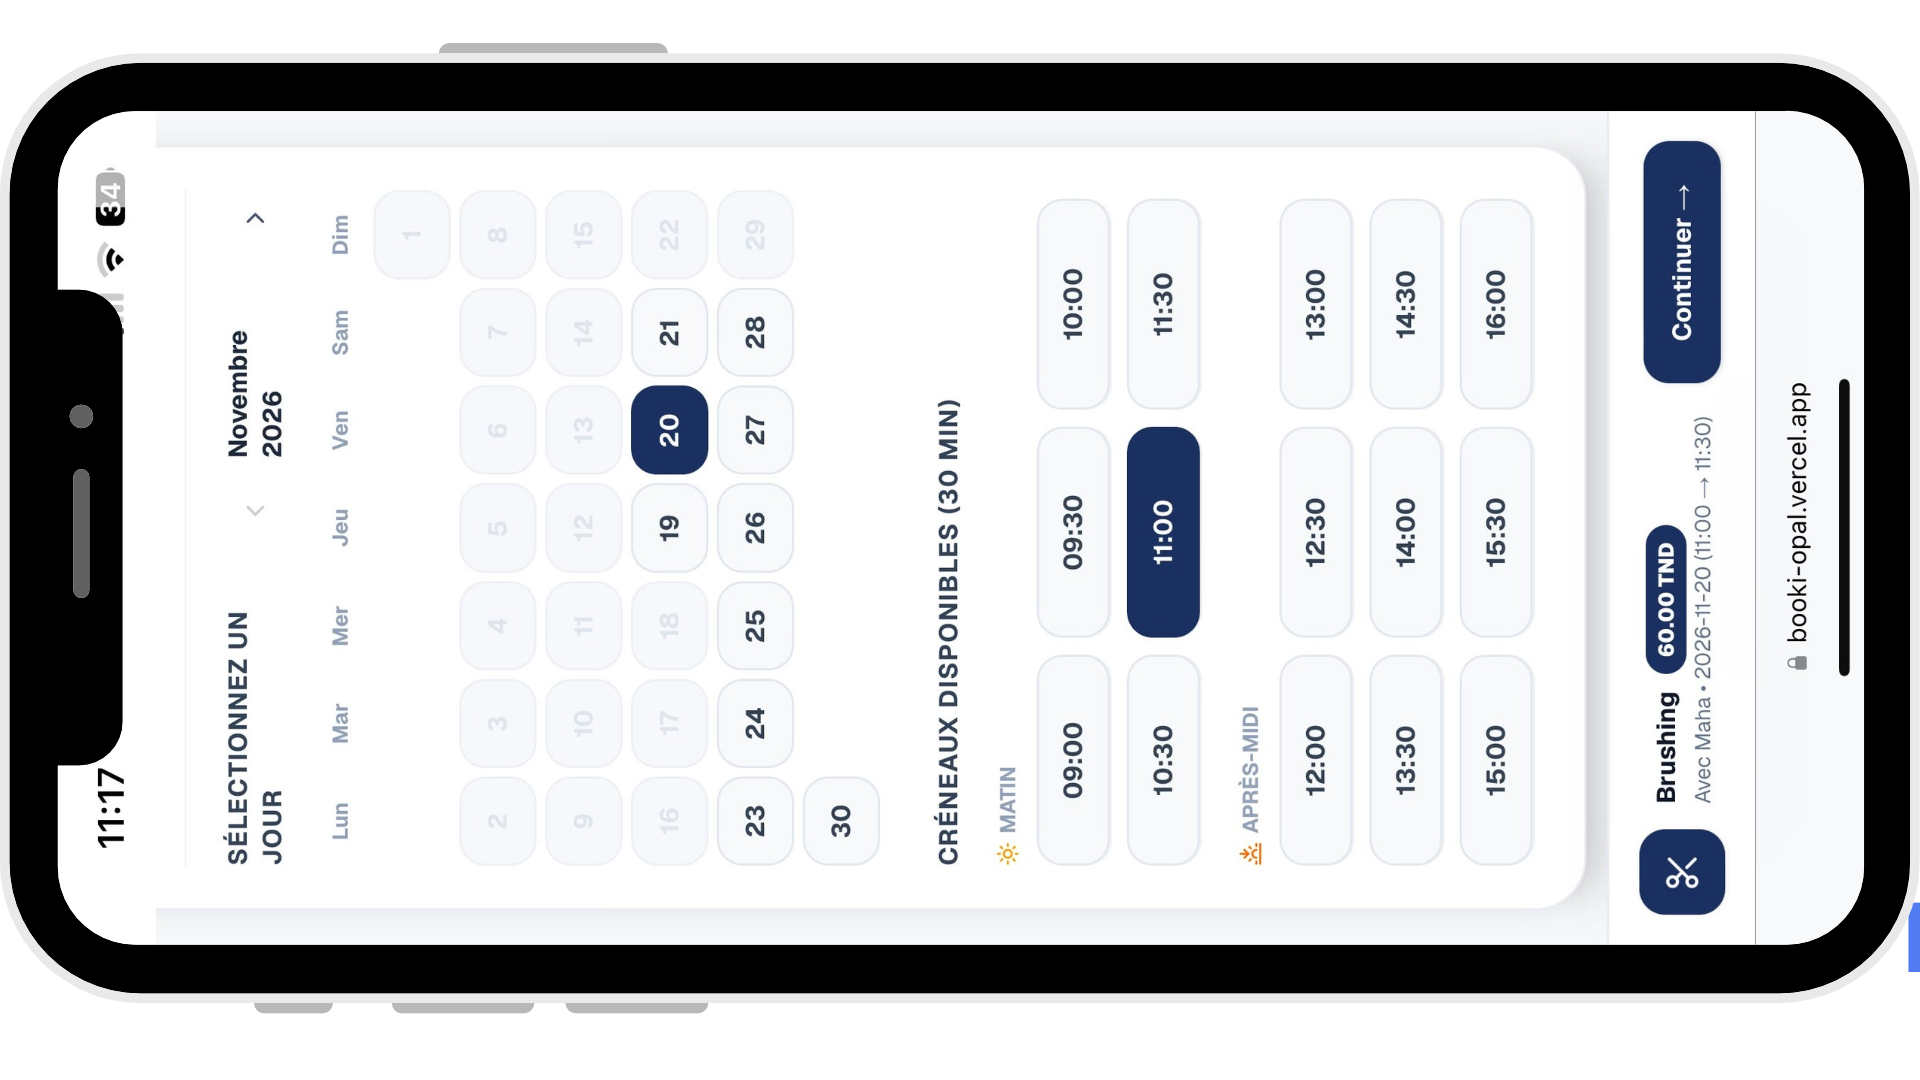 11:17
34
SÉLECTIONNEZ UN
JOUR
Novembre
2026
Lun Mar Mer Jeu Ven Sam Dim
1
2 3 4 5 6 7 8
9 10 11 12 13 14 15
16 17 18 19 20 21 22
23 24 25 26 27 28 29
30
CRÉNEAUX DISPONIBLES (30 MIN)
MATIN
09:00 09:30 10:00
10:30 11:00 11:30
APRÈS-MIDI
12:00 12:30 13:00
13:30 14:00 14:30
15:00 15:30 16:00
Brushing 60.00 TND
Avec Maha • 2026-11-20 (11:00 → 11:30)
Continuer →
booki-opal.vercel.app